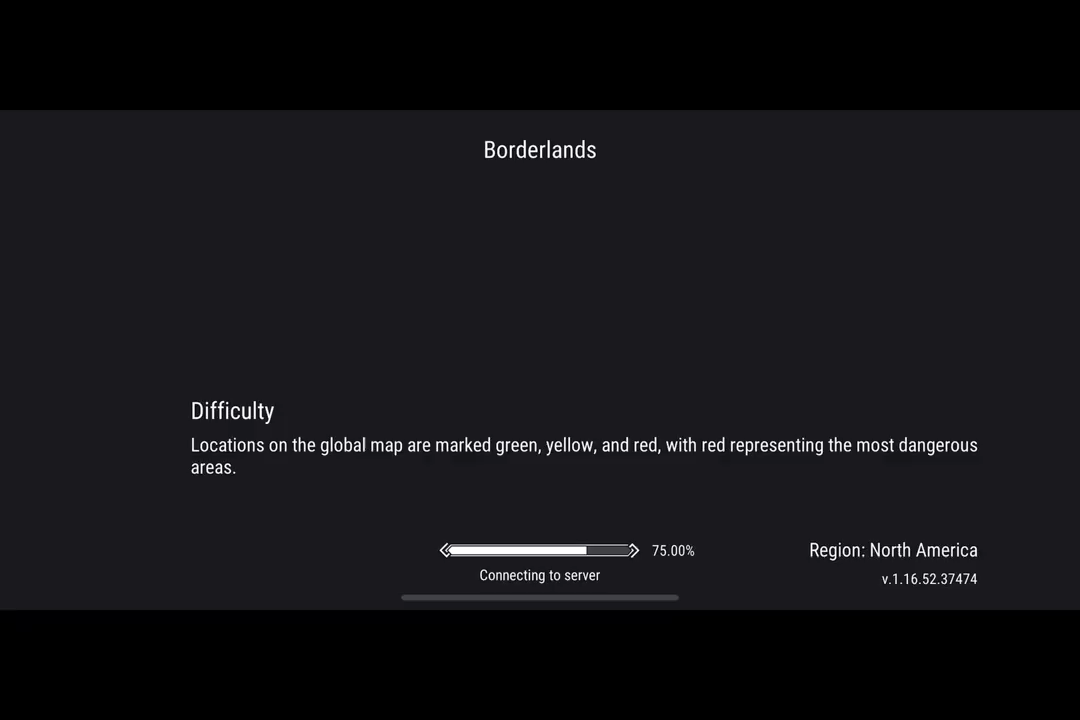 Borderlands
Difficulty
Locations on the global map are marked green, yellow, and red, with red representing the most dangerous
areas.
75.00%
Connecting to server
Region: North America
v.1.16.52.37474